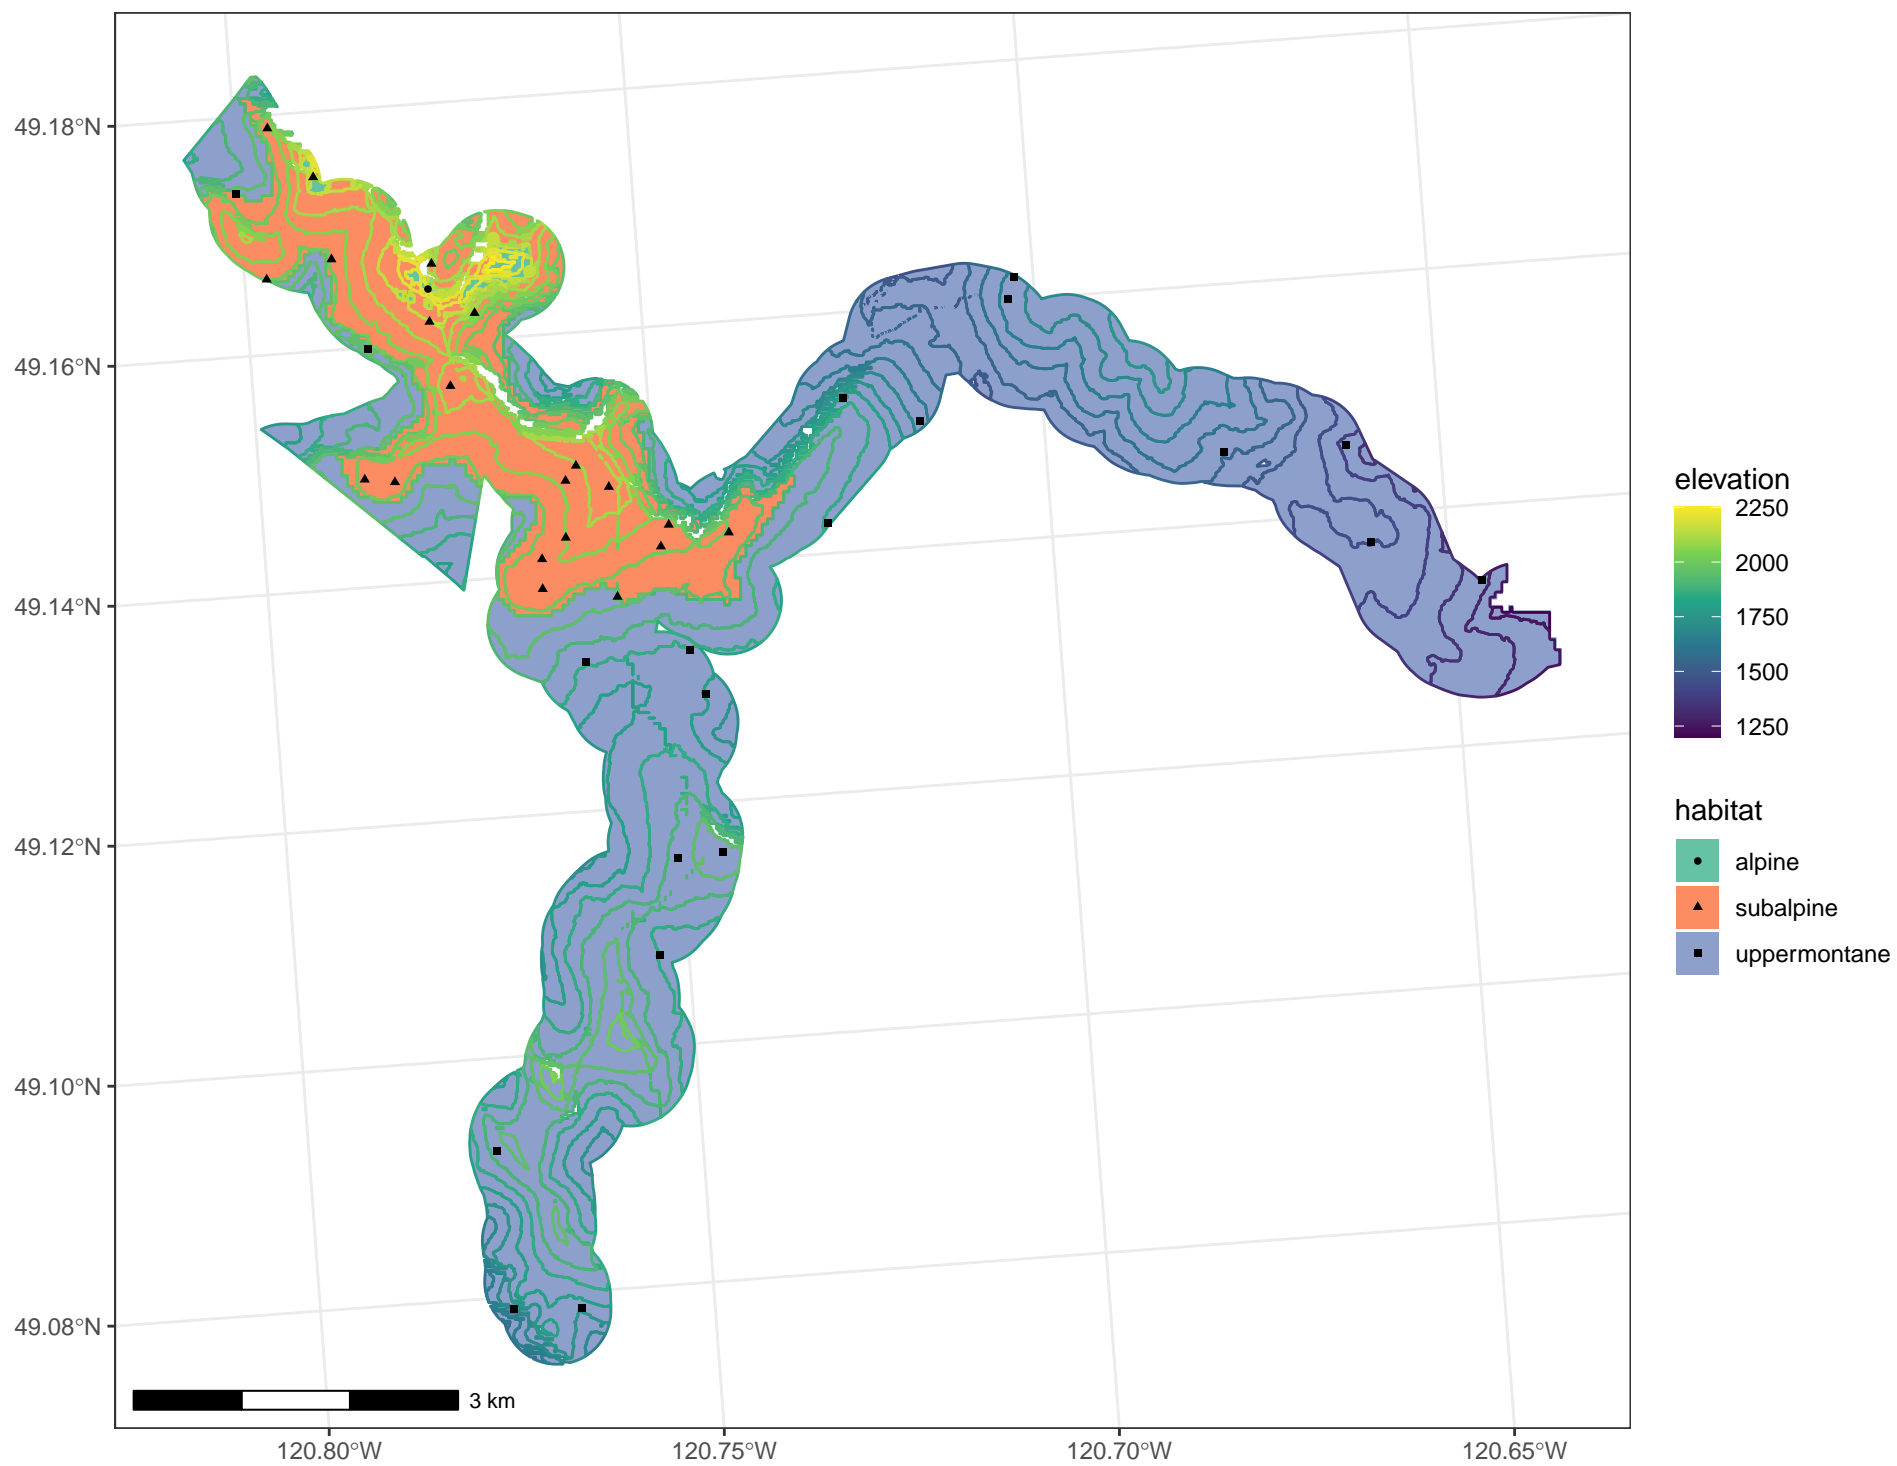 49.18°N
49.16°N
49.14°N
49.12°N
49.10°N
49.08°N
120.80°W
120.75°W
120.70°W
120.65°W
3 km
elevation
2250
2000
1750
1500
1250
habitat
alpine
subalpine
uppermontane